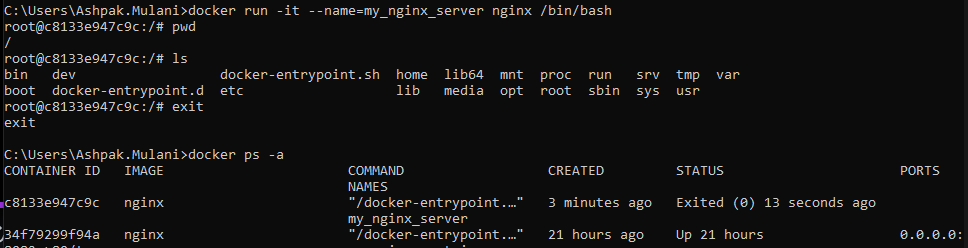 C:\Users\Ashpak.Mulani>docker run -it --name=my_nginx_server nginx /bin/bash
root@c8133e947c9c:/# pwd
/
root@c8133e947c9c:/# ls
bin   dev                  docker-entrypoint.sh  home  lib64  mnt  proc  run   srv  tmp  var
boot  docker-entrypoint.d  etc                   lib   media  opt  root  sbin  sys  usr
root@c8133e947c9c:/# exit
exit
C:\Users\Ashpak.Mulani>docker ps -a
CONTAINER ID   IMAGE                       COMMAND                  CREATED         STATUS                      PORTS
NAMES
c8133e947c9c   nginx                       "/docker-entrypoint.…"   3 minutes ago   Exited (0) 13 seconds ago
my_nginx_server
34f79299f94a   nginx                       "/docker-entrypoint.…"   21 hours ago    Up 21 hours                 0.0.0.0: